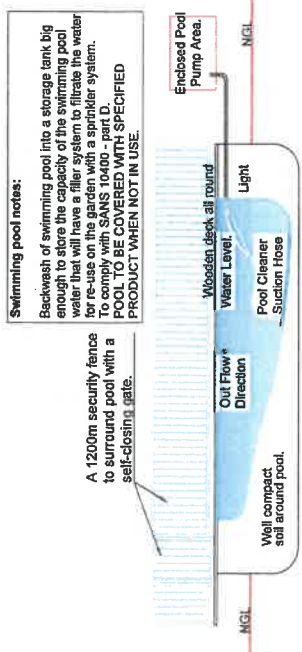 Swimming pool notes:
Backwash of swimming pool into a storage tank big
enough to store the capacity of the swimming pool
water that will have a filler system to filtrate the water
for re-use on the garden with a sprinkler system.
To comply with SANS 10400 - part D.
POOL TO BE COVERED WITH SPECIFIED
PRODUCT WHEN NOT IN USE.
A 1200m security fence
to surround pool with a
self-closing gate.
Enclosed Pool
Pump Area.
Wooden deck all round
NGL
NGL
Out Flow
Direction
Water Level.
Light
Well compact
soil around pool.
Pool Cleaner
Suction Hose